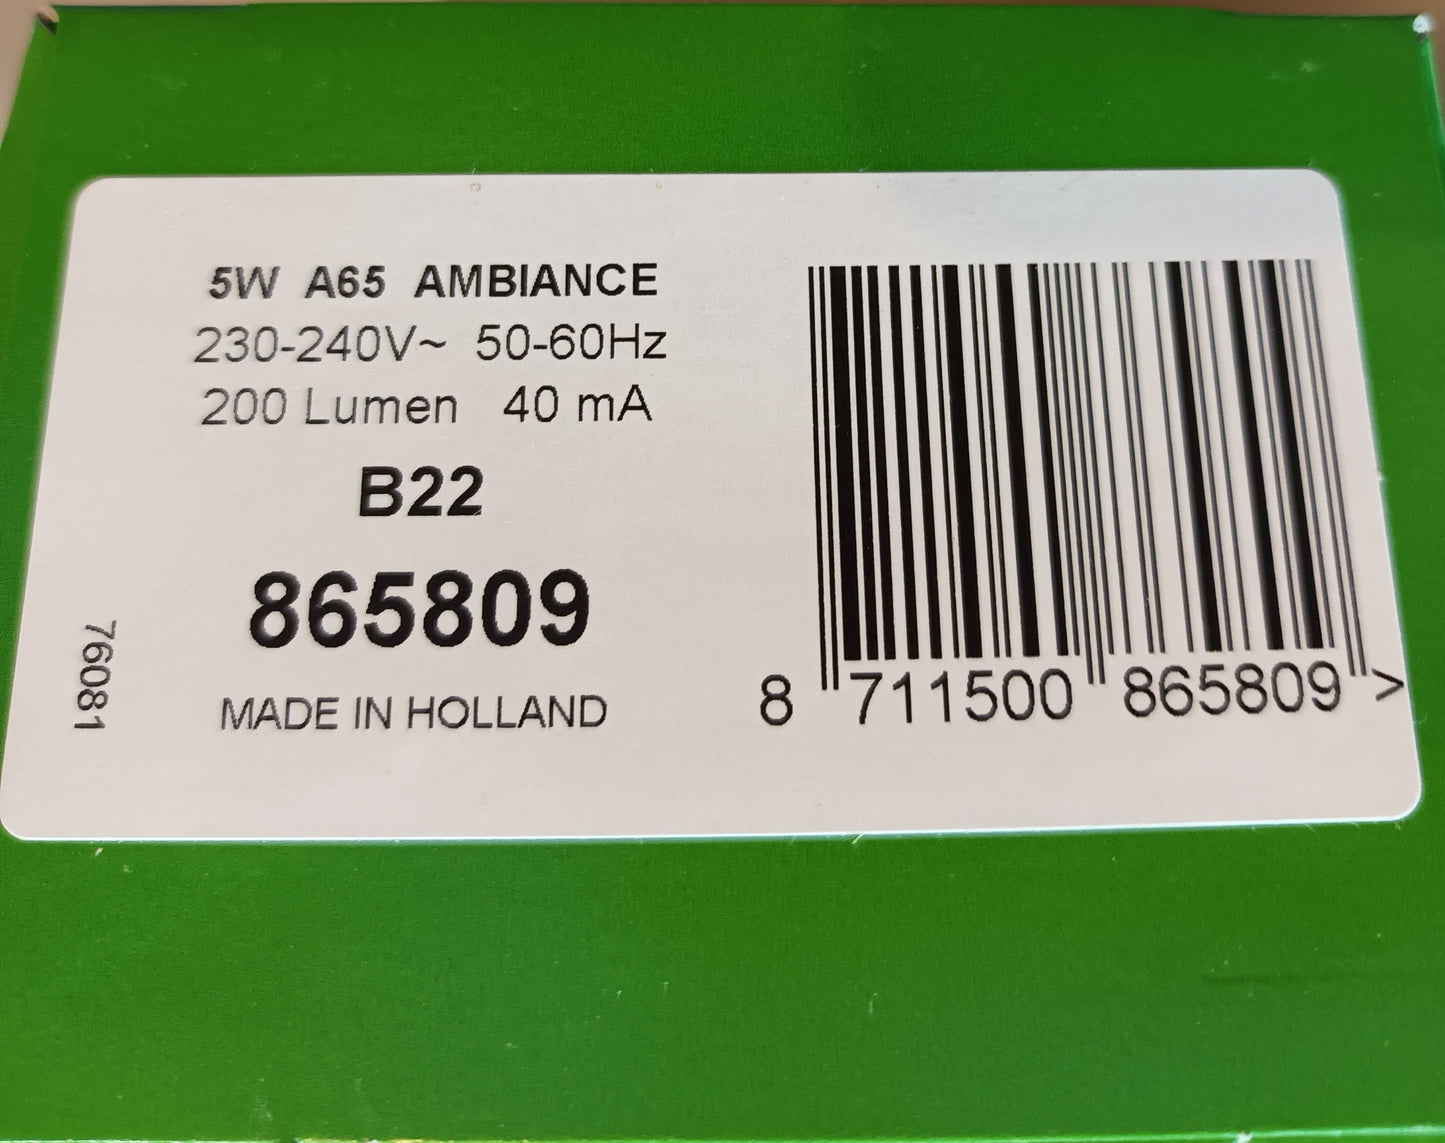 5W A65 AMBIANCE
230-240V~ 50-60Hz
200 Lumen 40 mA
B22
865809
MADE IN HOLLAND
76081
8 711500 865809 >